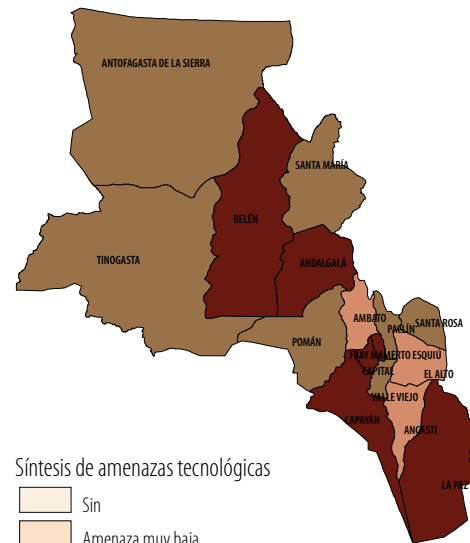 ANTOFAGASTA DE LA SIERRA
SANTA MARÍA
BELÉN
TINOGASTA
ANDALGALÁ
AMBATO
SANTA ROSA
PACLÍN
POMÁN
FRAY MAMERTO ESQUIÚ
CAPITAL
EL ALTO
VALLE VIEJO
CAPAYÁN
ANCASTI
LA PAZ
Síntesis de amenazas tecnológicas
Sin
Amenaza muy baja